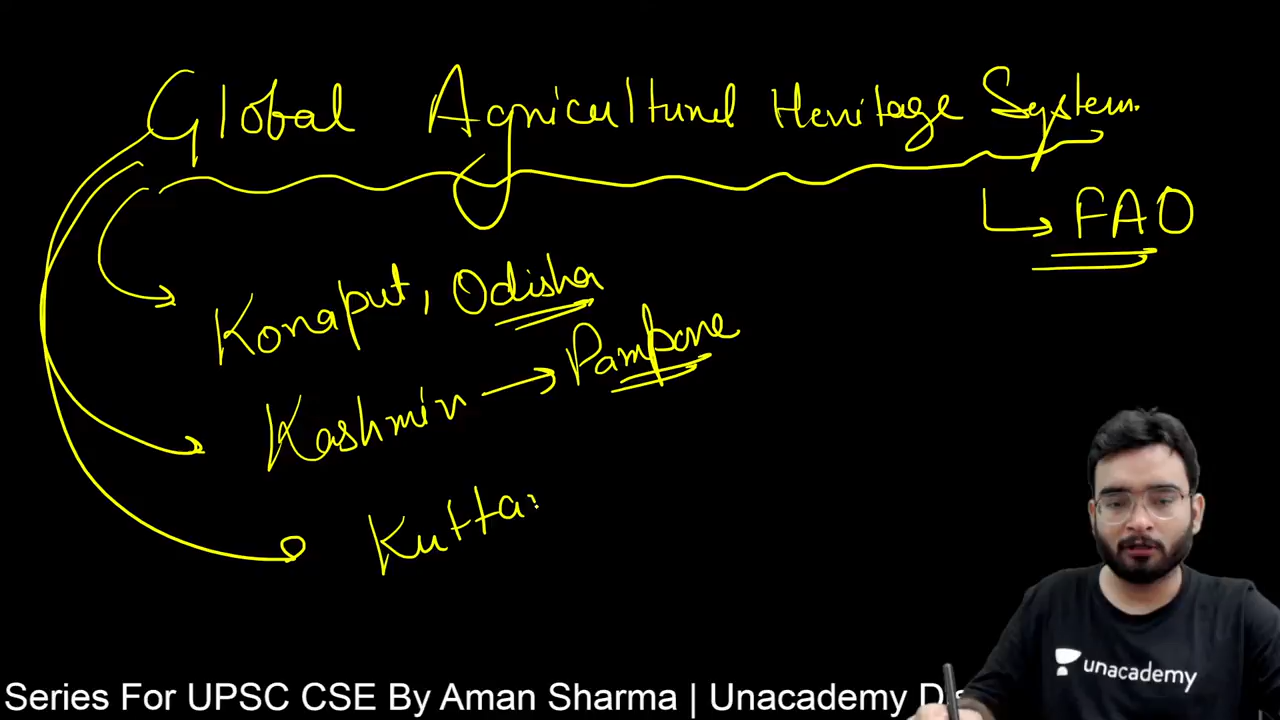 Global Agricultural Heritage System.
FAO
Koraput, Odisha
Kashmir → Pampore
Kutta
unacademy
Series For UPSC CSE By Aman Sharma | Unacademy D